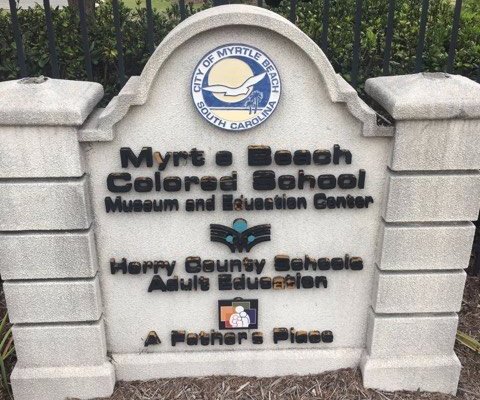 CITY OF MYRTLE BEACH
SOUTH CAROLINA
Myrt e Beach
Colored School
Museum and Education Center
Horry County Schools
Adult Education
A Father's Place